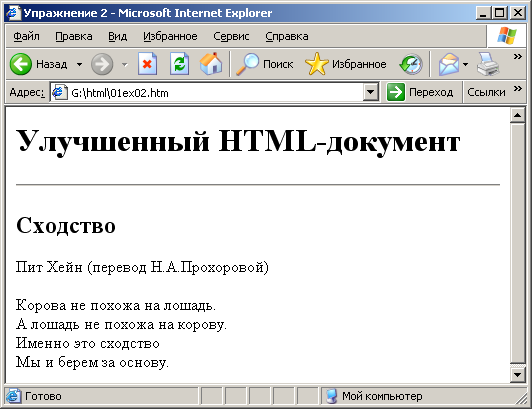 Упражнение 2 - Microsoft Internet Explorer
Файл Правка Вид Избранное Сервис Справка »
Назад Поиск Избранное »
Адрес: G:\html\01ex02.htm Переход Ссылки »
Улучшенный HTML-документ
Сходство
Пит Хейн (перевод Н.А.Прохоровой)
Корова не похожа на лошадь.
А лошадь не похожа на корову.
Именно это сходство
Мы и берем за основу.
Готово Мой компьютер